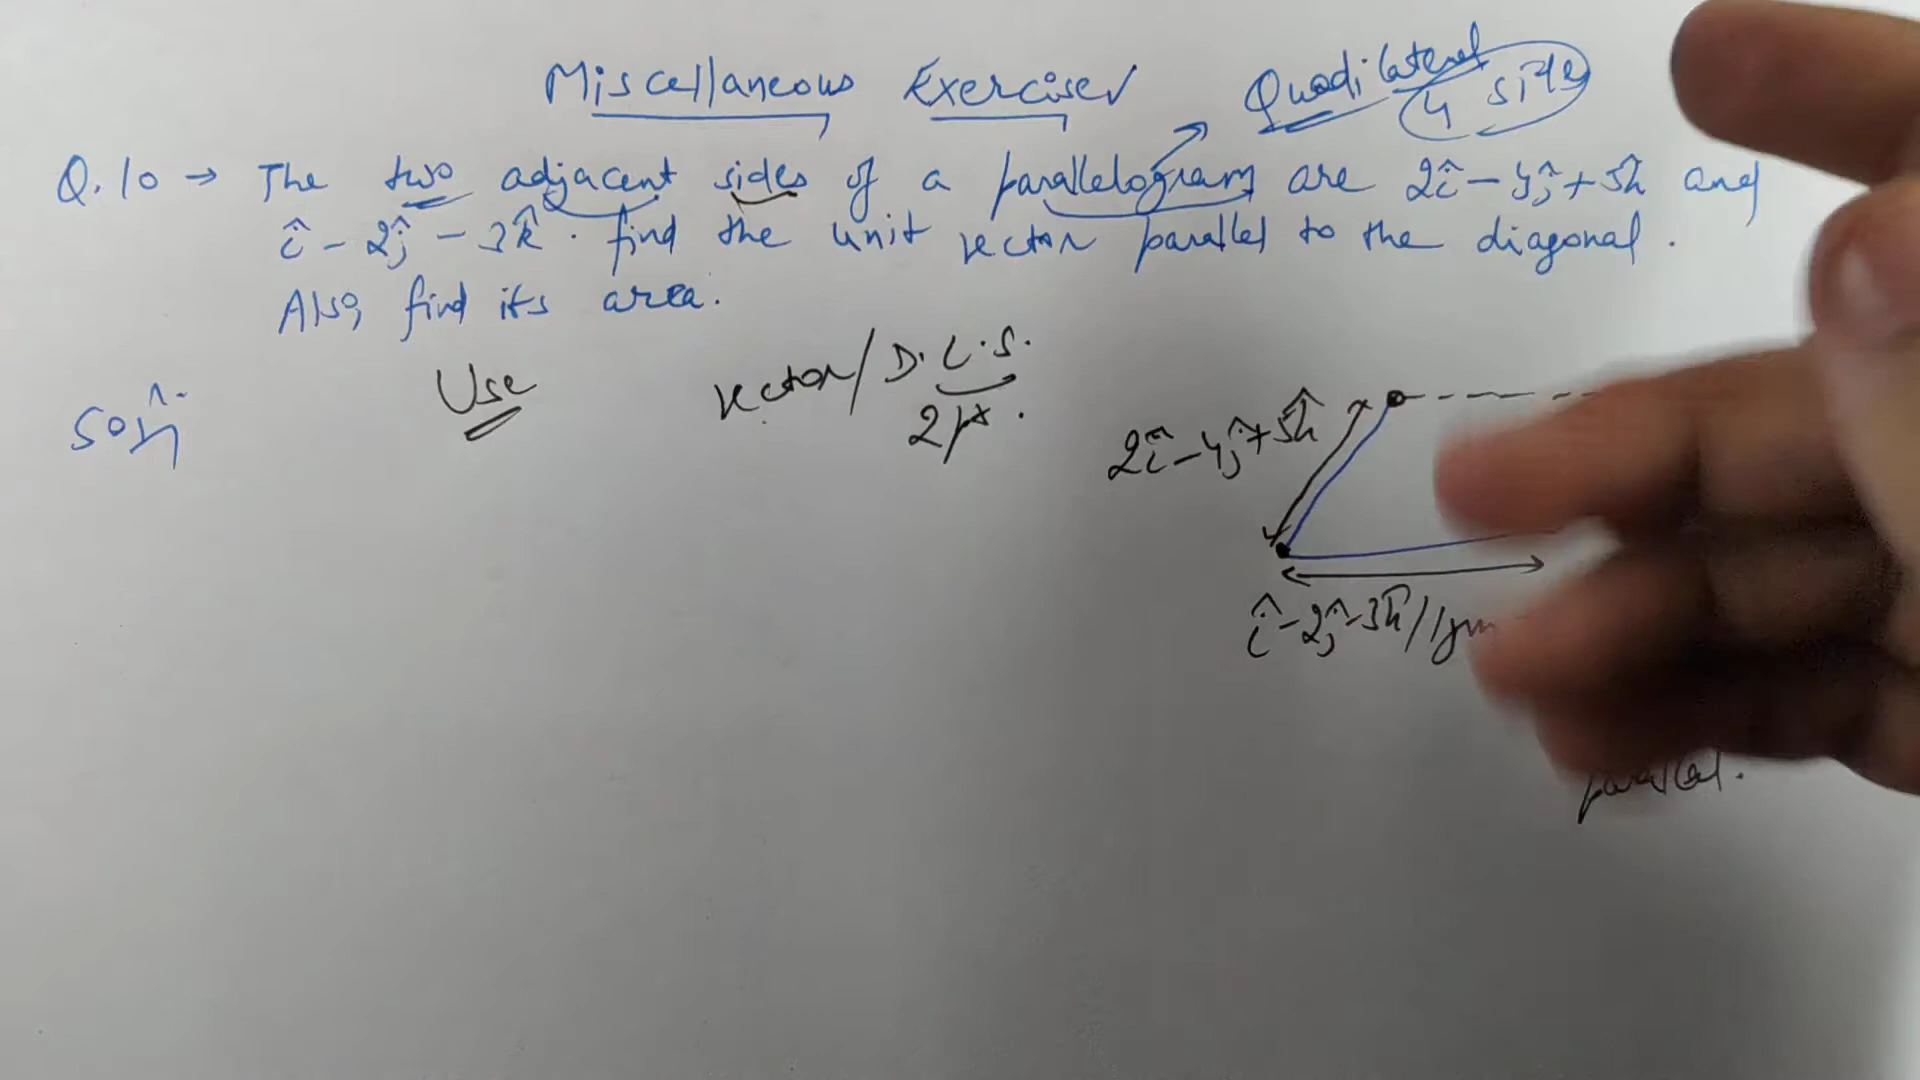 Miscellaneous Exercises
Quadilateral
4 side
Q.10 → The two adjacent sides of a parallelogram are 2î - 4ĵ + 5k̂ and
î - 2ĵ - 3k̂. find the unit vector parallel to the diagonal.
Also, find its area.
Soln.
Use
vector/D.C.S.
2pt.
2î - 4ĵ + 5k̂
î - 2ĵ - 3k̂/
parallel.